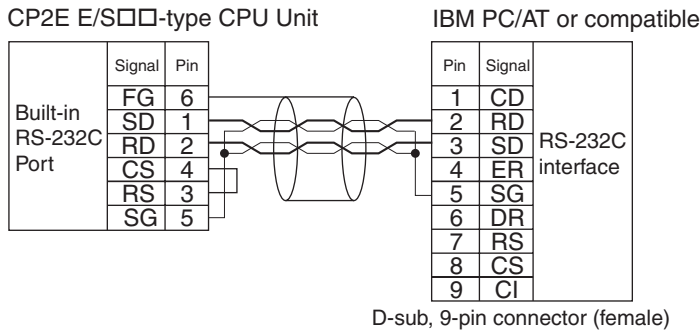 CP2E E/S□□-type CPU Unit
IBM PC/AT or compatible
Built-in
RS-232C
Port
Signal Pin
FG 6
SD 1
RD 2
CS 4
RS 3
SG 5
Pin Signal
1 CD
2 RD
3 SD
4 ER
5 SG
6 DR
7 RS
8 CS
9 CI
RS-232C
interface
D-sub, 9-pin connector (female)